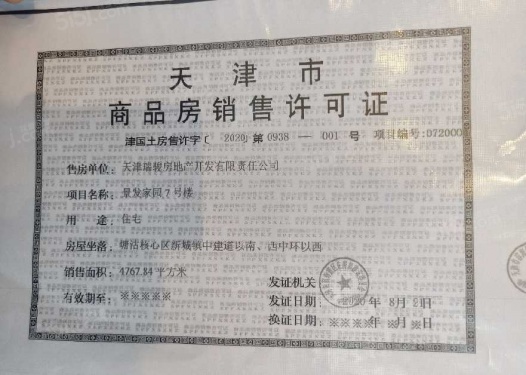 天津市
商品房销售许可证
津国土房售许字〔2020〕第0938—001号 项目编号:072000
售房单位:天津瑞骏房地产开发有限责任公司
项目名称:景发家园7号楼
用 途:住宅
房屋坐落:塘沽核心区新城镇中建道以南、西中环以西
销售面积:4767.84平方米
有效期至:※※※※※
发证机关
发证日期:2020年8月21日
换证日期:※※※※年※月※日